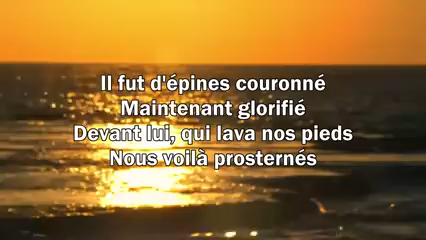 Il fut d'épines couronné
Maintenant glorifié
Devant lui, qui lava nos pieds
Nous voilà prosternés